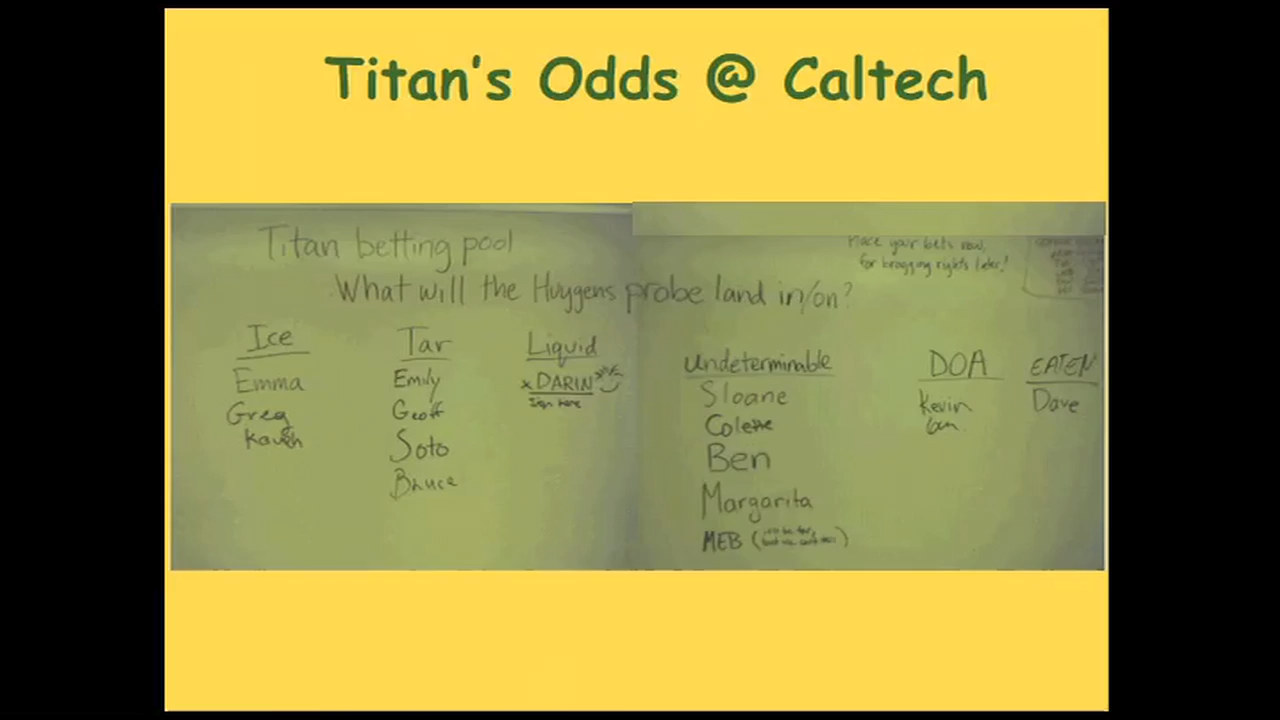 Titan's Odds @ Caltech
Titan betting pool
Place your bets now,
for bragging rights later!
What will the Huygens probe land in/on?
Ice
Emma
Greg
Tar
Emily
Geoff
Soto
Bruce
Liquid
x DARIN
Sign here
Undeterminable
Sloane
Colette
Ben
Margarita
MEB (
DOA
Kevin
EATEN
Dave